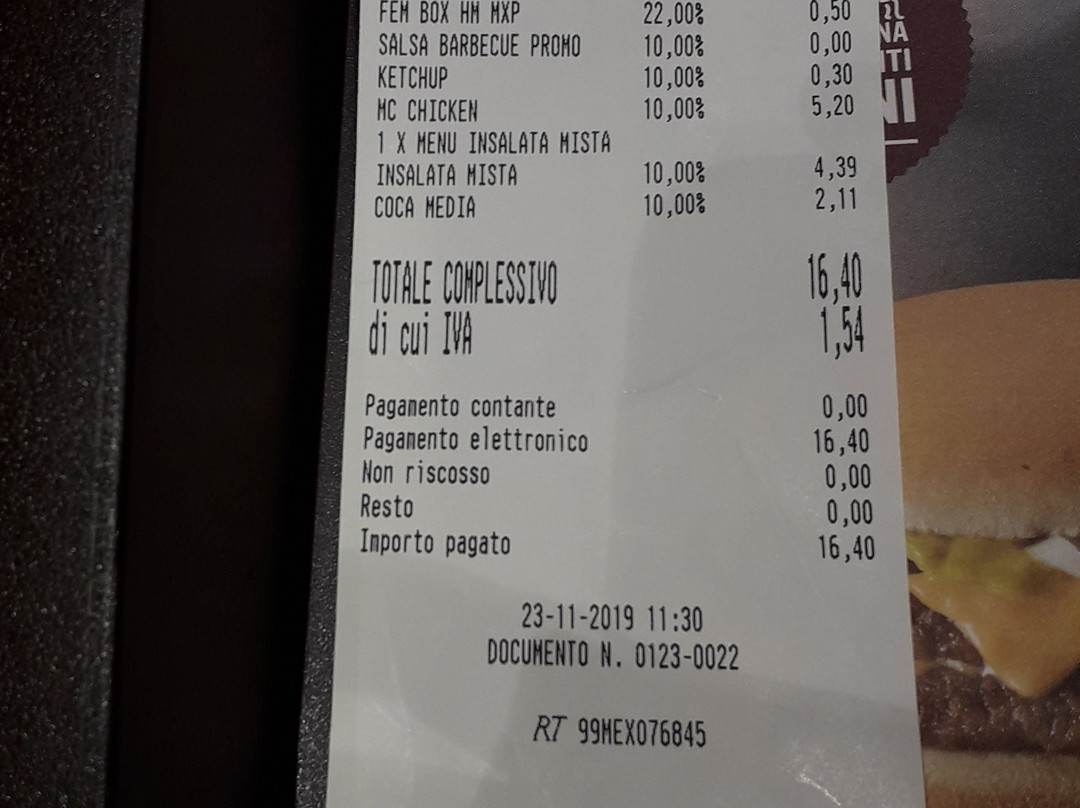 FEM BOX HM MXP 22,00% 0,50
SALSA BARBECUE PROMO 10,00% 0,00
KETCHUP 10,00% 0,30
MC CHICKEN 10,00% 5,20
1 X MENU INSALATA MISTA
INSALATA MISTA 10,00% 4,39
COCA MEDIA 10,00% 2,11
TOTALE COMPLESSIVO 16,40
di cui IVA 1,54
Pagamento contante 0,00
Pagamento elettronico 16,40
Non riscosso 0,00
Resto 0,00
Importo pagato 16,40
23-11-2019 11:30
DOCUMENTO N. 0123-0022
RT 99MEX076845